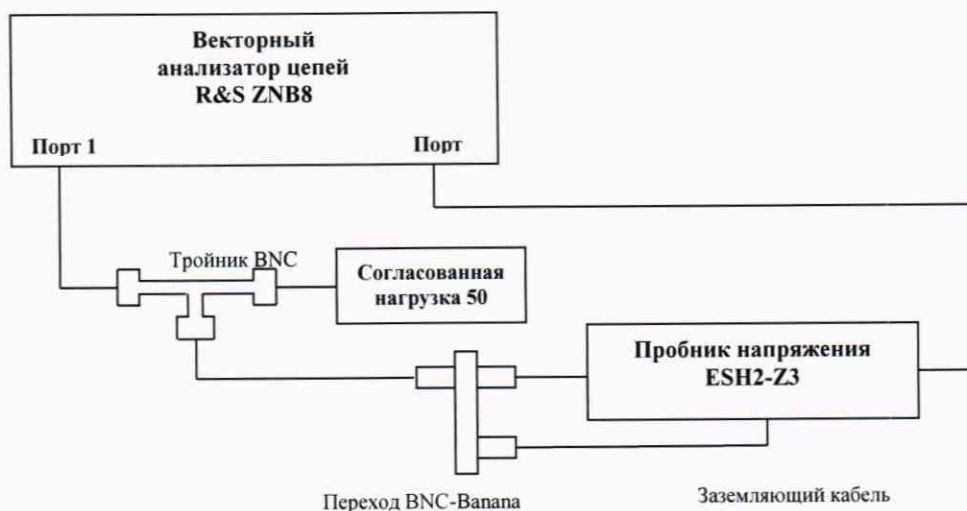 Векторный
анализатор цепей
R&S ZNB8
Порт 1
Порт
Тройник BNC
Согласованная
нагрузка 50
Пробник напряжения
ESH2-Z3
Переход BNC-Banana
Заземляющий кабель